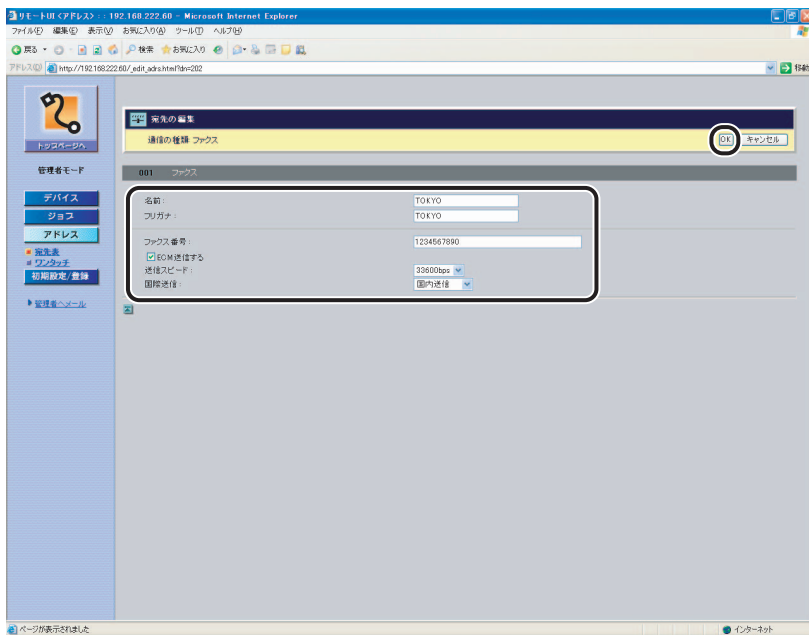 リモートUI <アドレス> : : 192.168.222.60 - Microsoft Internet Explorer
ファイル(F) 編集(E) 表示(V) お気に入り(A) ツール(T) ヘルプ(H)
戻る 検索 お気に入り
アドレス(D) http://192.168.222.60/_edit_adrs.html?dn=202 移動
トップページへ
管理者モード
デバイス
ジョブ
アドレス
宛先表
ワンタッチ
初期設定/登録
管理者へメール
宛先の編集
通信の種類:ファクス OK キャンセル
001 ファクス
名前: TOKYO
フリガナ: TOKYO
ファクス番号: 1234567890
ECM送信する
送信スピード: 33600bps
国際送信: 国内送信
ページが表示されました インターネット